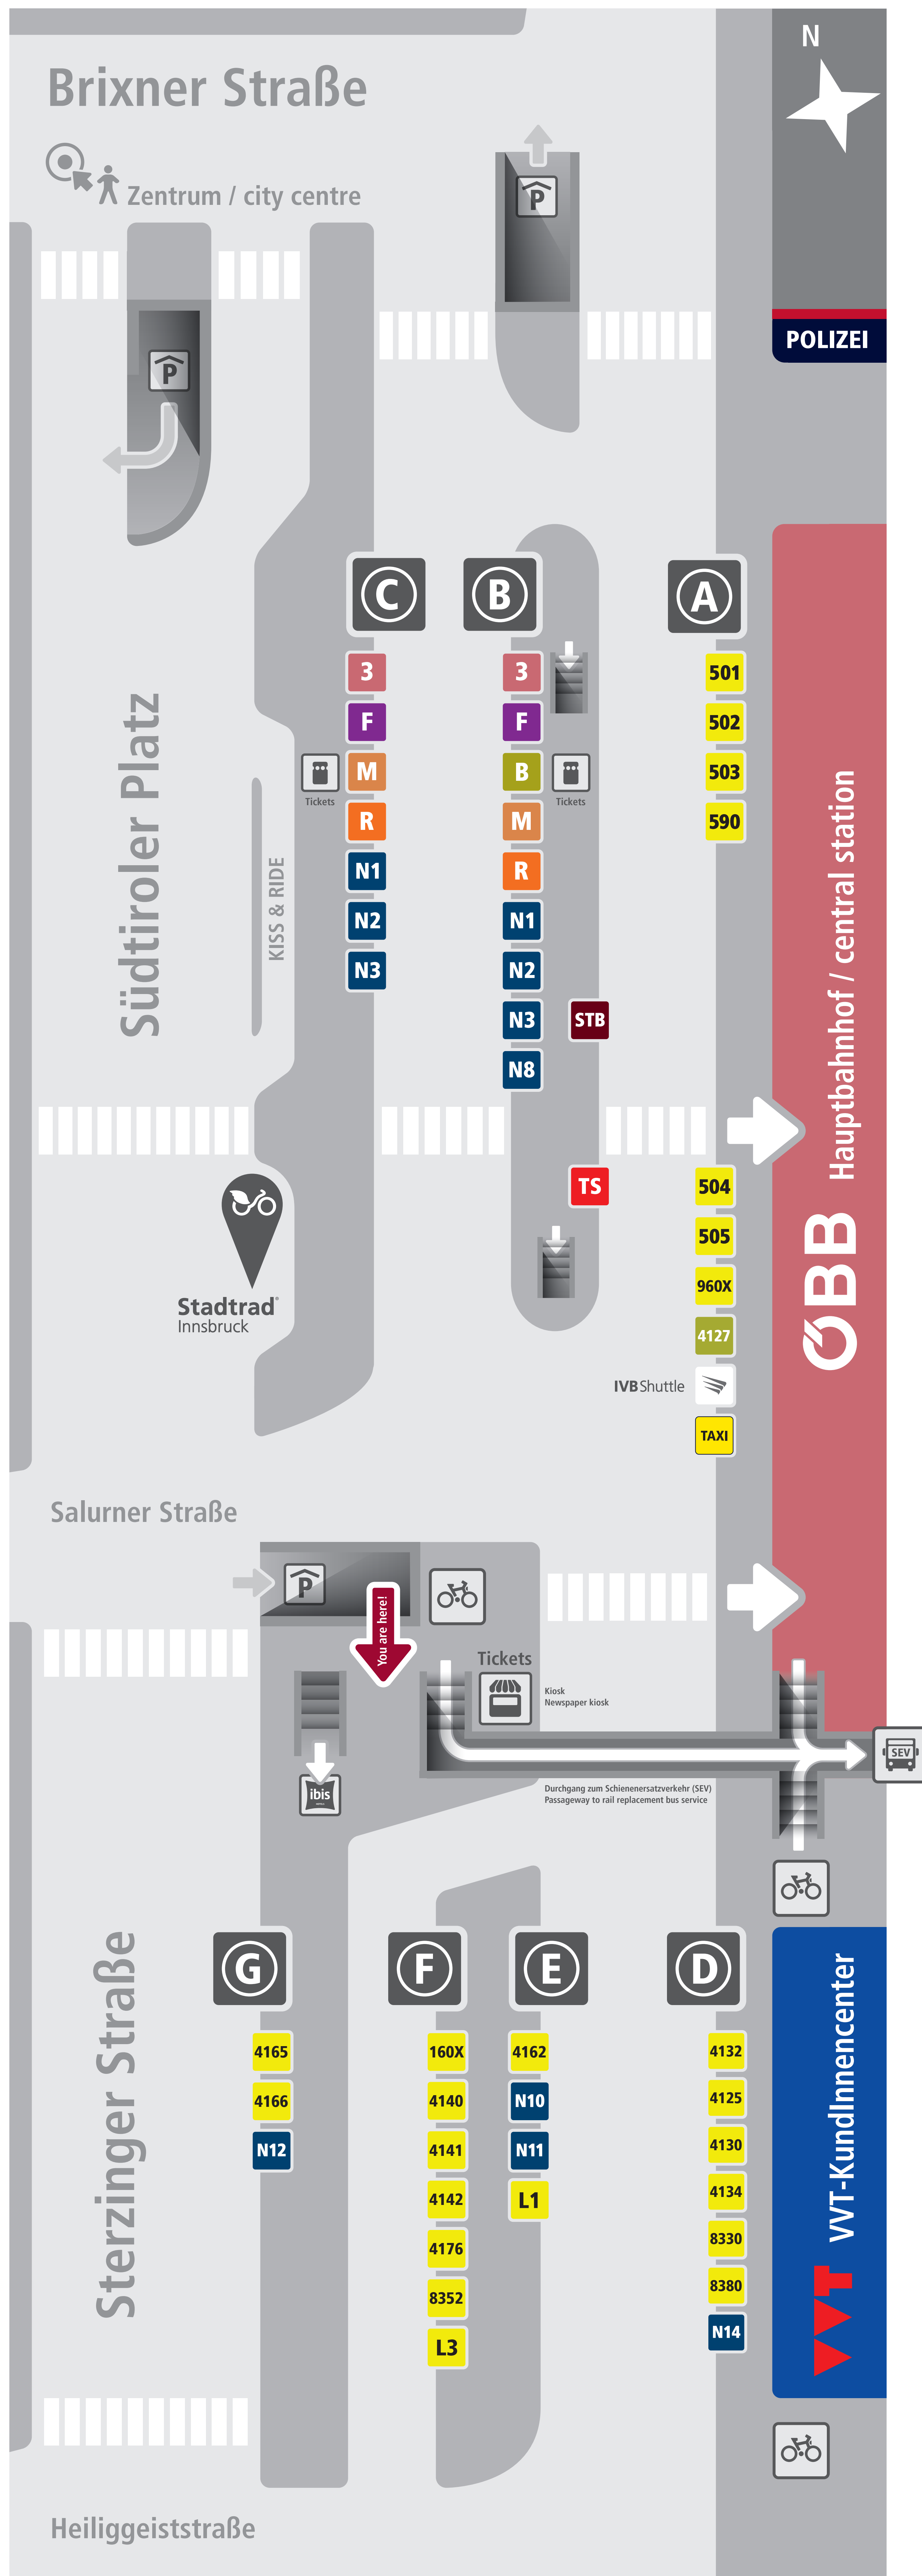 N
Brixner Straße
Zentrum / city centre
P
P
POLIZEI
Südtiroler Platz
KISS & RIDE
C
3
F
M
R
N1
N2
N3
Tickets
B
3
F
B
M
R
N1
N2
N3
N8
Tickets
STB
TS
A
501
502
503
590
504
505
960X
4127
IVB Shuttle
TAXI
Hauptbahnhof / central station
ÖBB
Stadtrad®
Innsbruck
Salurner Straße
P
You are here!
Tickets
Kiosk
Newspaper kiosk
SEV
ibis
Durchgang zum Schienenersatzverkehr (SEV)
Passageway to rail replacement bus service
Sterzinger Straße
G
4165
4166
N12
F
160X
4140
4141
4142
4176
8352
L3
E
4162
N10
N11
L1
D
4132
4125
4130
4134
8330
8380
N14
VVT-KundInnencenter
VVT
Heiliggeiststraße